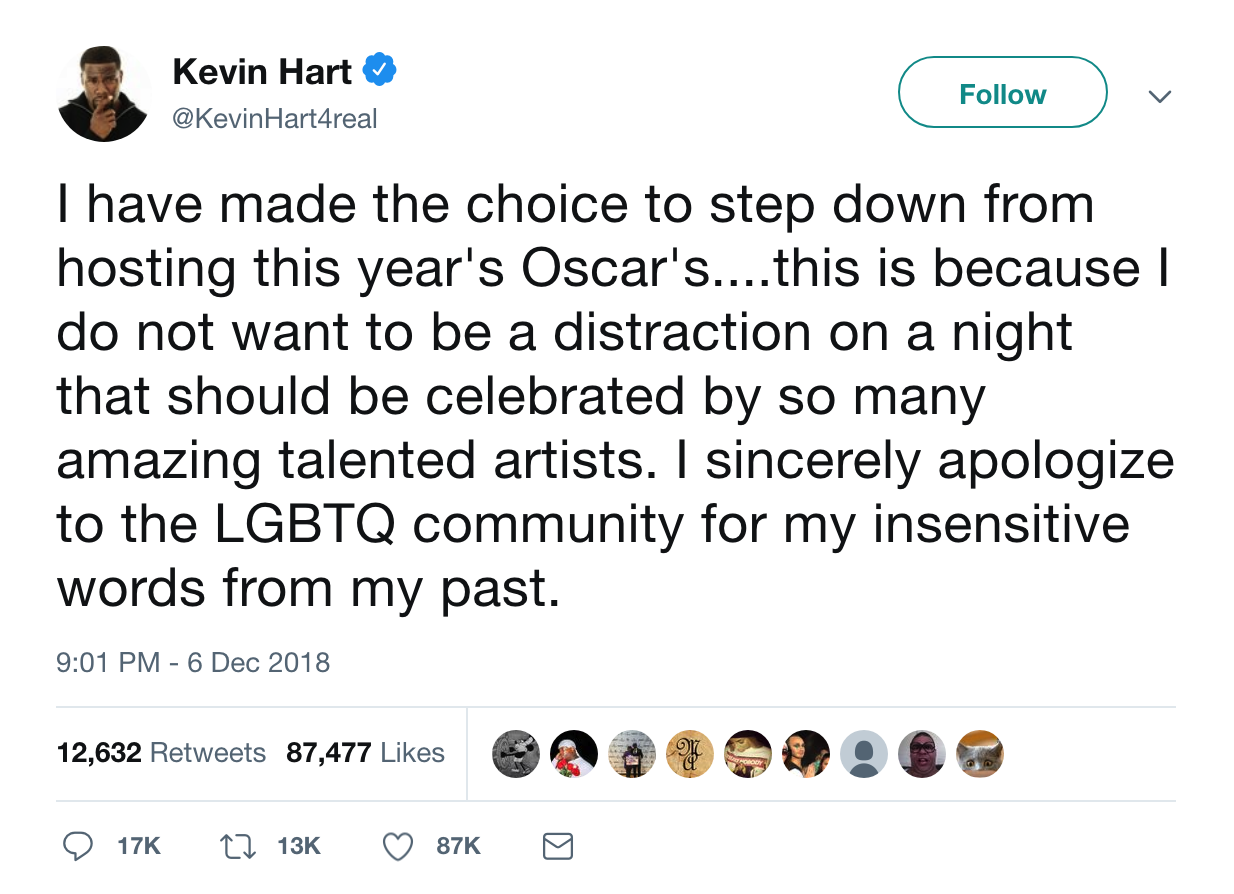 Kevin Hart
@KevinHart4real
Follow
I have made the choice to step down from
hosting this year's Oscar's....this is because I
do not want to be a distraction on a night
that should be celebrated by so many
amazing talented artists. I sincerely apologize
to the LGBTQ community for my insensitive
words from my past.
9:01 PM - 6 Dec 2018
12,632 Retweets 87,477 Likes
17K 13K 87K